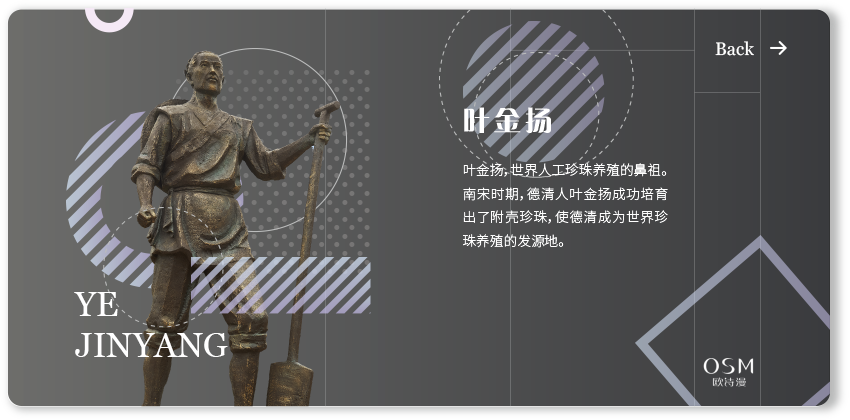 Back
叶金扬
叶金扬,世界人工珍珠养殖的鼻祖。
南宋时期,德清人叶金扬成功培育
出了附壳珍珠,使德清成为世界珍
珠养殖的发源地。
YE
JINYANG
OSM
欧诗漫